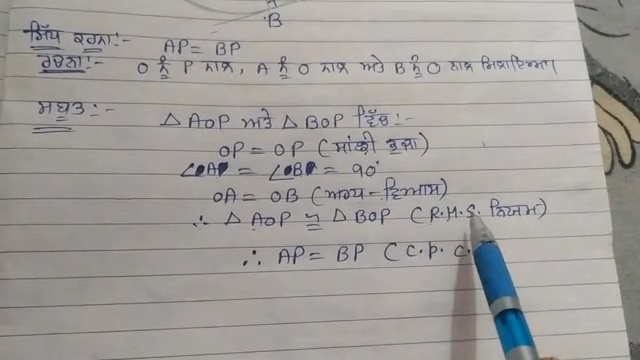 B
ਸਿੱਧ ਕਰਨਾ:- AP = BP
ਰਚਨਾ:- O ਨੂੰ P ਨਾਲ, A ਨੂੰ O ਨਾਲ ਅਤੇ B ਨੂੰ O ਨਾਲ ਮਿਲਾਇਆ।
ਸਬੂਤ:- △AOP ਅਤੇ △BOP ਵਿੱਚ:-
OP = OP (ਸਾਂਝੀ ਭੁਜਾ)
∠OAP = ∠OBP = 90°
OA = OB (ਅਰਧ-ਵਿਆਸ)
∴ △AOP ≅ △BOP (R.H.S. ਨਿਯਮ)
∴ AP = BP (C.P. C.